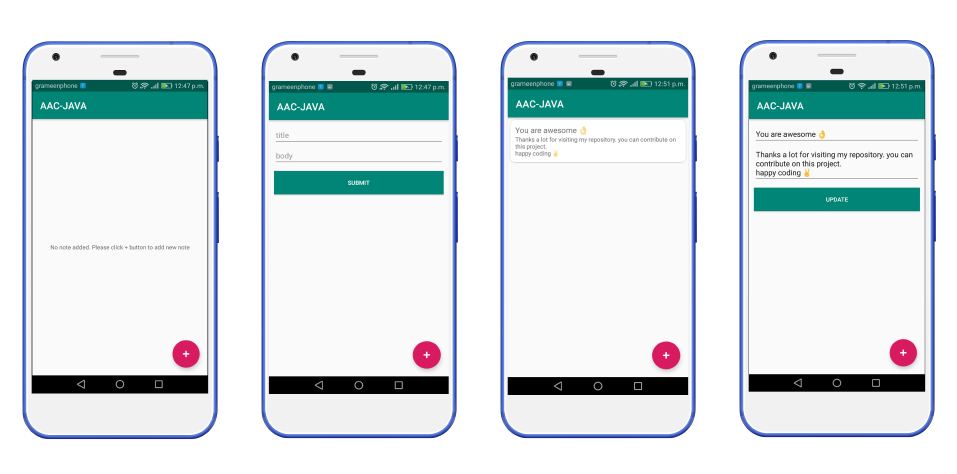 grameenphone 12:47 p.m.
AAC-JAVA
No note added. Please click + button to add new note
+
grameenphone 12:47 p.m.
AAC-JAVA
title
body
SUBMIT
+
grameenphone 12:51 p.m.
AAC-JAVA
You are awesome 👌
Thanks a lot for visiting my repository. you can contribute on
this project.
happy coding ✌
+
grameenphone 12:51 p.m.
AAC-JAVA
You are awesome 👌
Thanks a lot for visiting my repository. you can
contribute on this project.
happy coding ✌
UPDATE
+